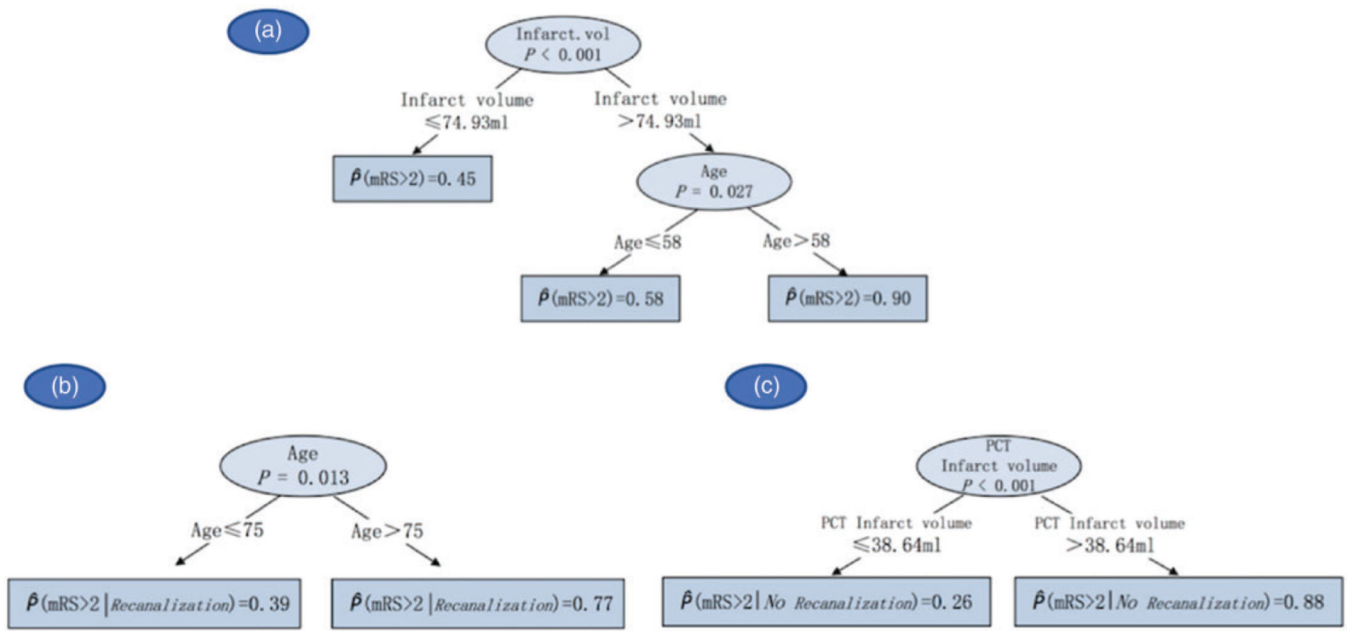 (a)
Infarct.vol
P < 0.001
Infarct volume
≤74.93ml
Infarct volume
>74.93ml
P̂(mRS>2)=0.45
Age
P = 0.027
Age≤58
Age>58
P̂(mRS>2)=0.58
P̂(mRS>2)=0.90
(b)
Age
P = 0.013
Age≤75
Age>75
P̂(mRS>2|Recanalization)=0.39
P̂(mRS>2|Recanalization)=0.77
(c)
PCT
Infarct volume
P < 0.001
PCT Infarct volume
≤38.64ml
PCT Infarct volume
>38.64ml
P̂(mRS>2|No Recanalization)=0.26
P̂(mRS>2|No Recanalization)=0.88